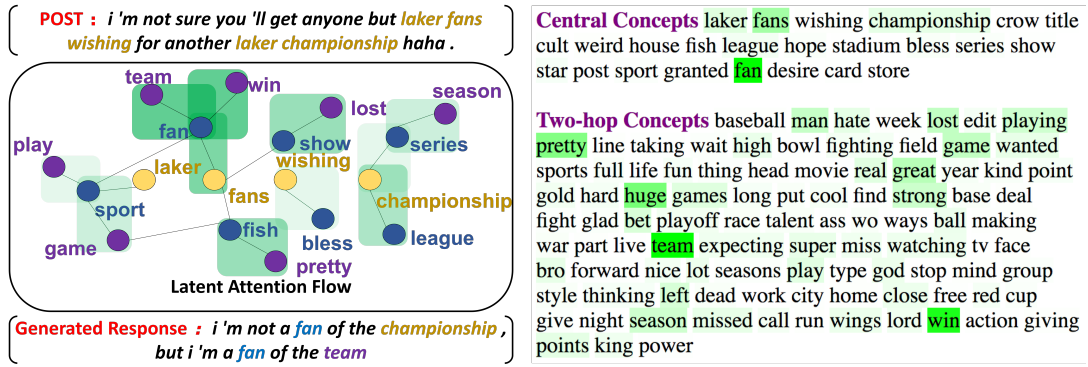 POST : i 'm not sure you 'll get anyone but laker fans
wishing for another laker championship haha .
team
win
season
lost
fan
show
series
play
laker
wishing
fans
championship
sport
fish
bless
league
game
pretty
Latent Attention Flow
Generated Response : i 'm not a fan of the championship ,
but i 'm a fan of the team
Central Concepts laker fans wishing championship crow title
cult weird house fish league hope stadium bless series show
star post sport granted fan desire card store
Two-hop Concepts baseball man hate week lost edit playing
pretty line taking wait high bowl fighting field game wanted
sports full life fun thing head movie real great year kind point
gold hard huge games long put cool find strong base deal
fight glad bet playoff race talent ass wo ways ball making
war part live team expecting super miss watching tv face
bro forward nice lot seasons play type god stop mind group
style thinking left dead work city home close free red cup
give night season missed call run wings lord win action giving
points king power